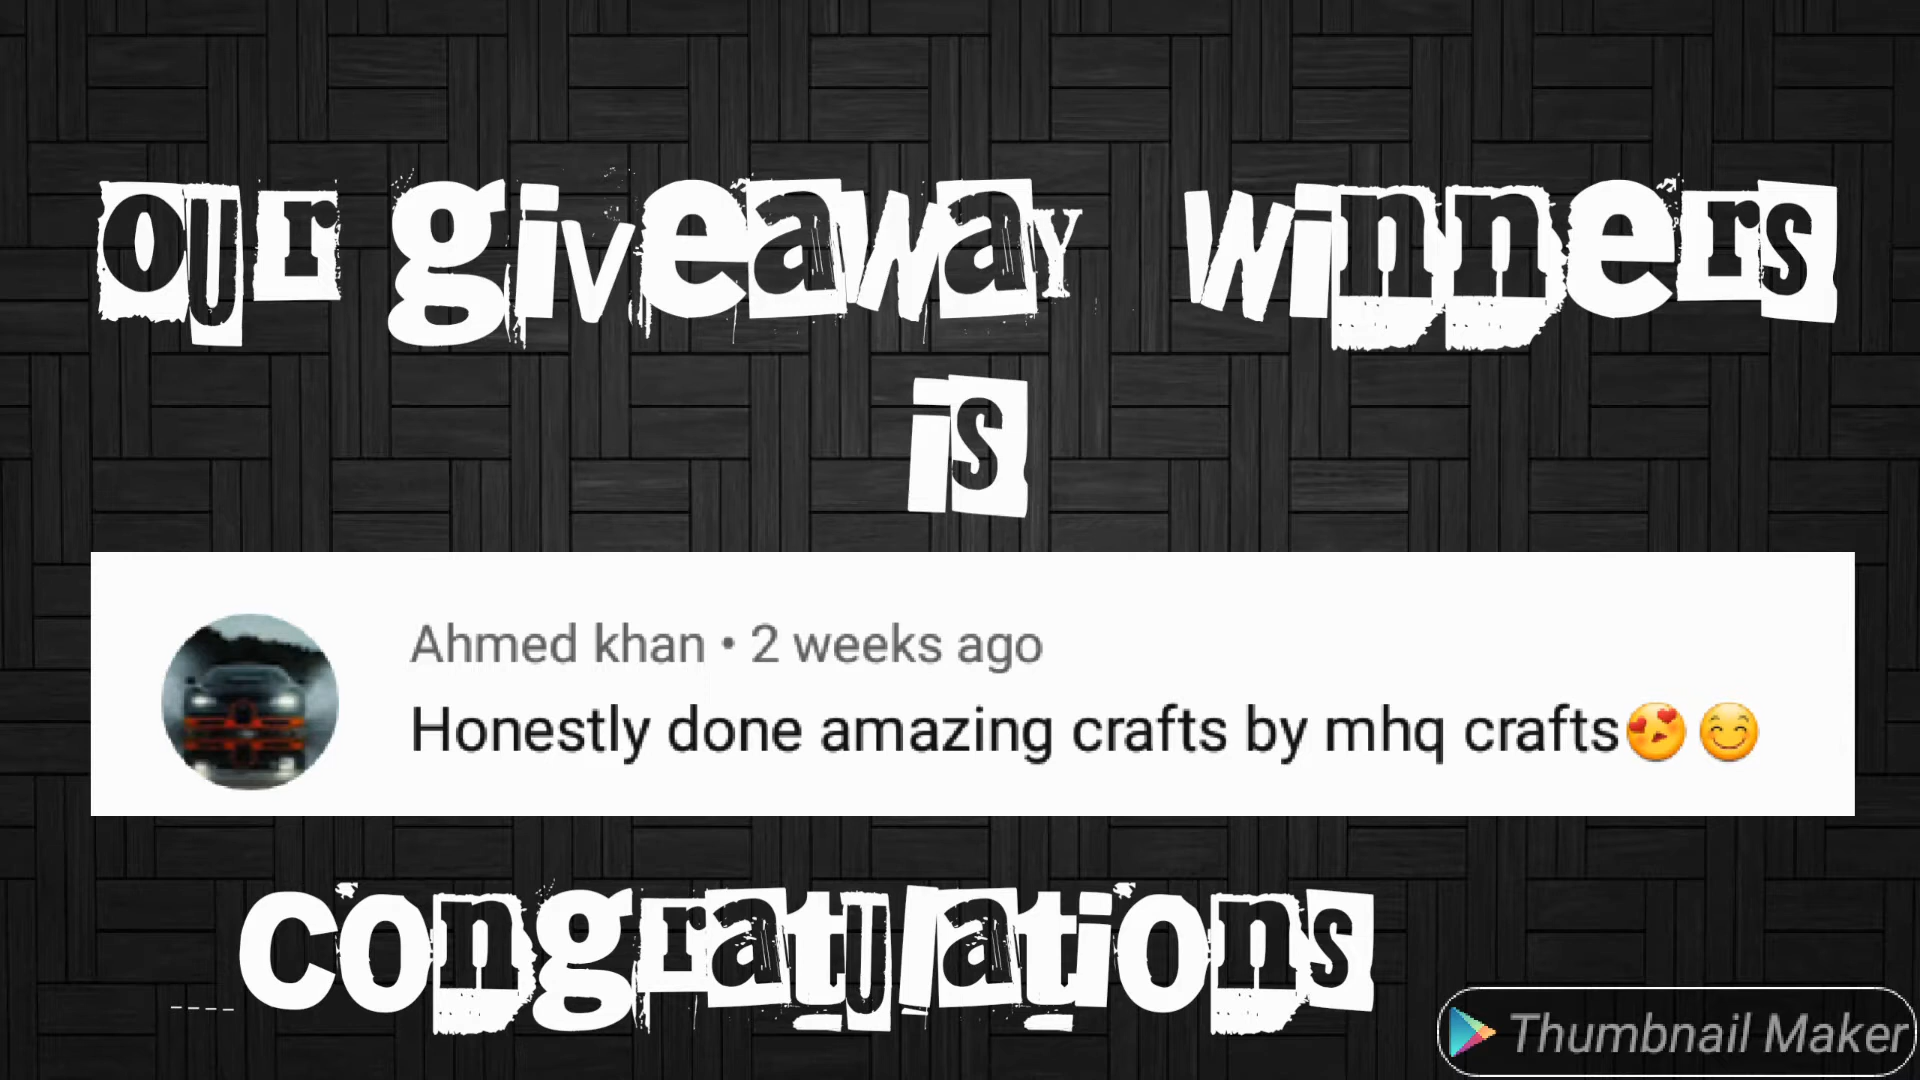 our giveaway winners
is
Ahmed khan • 2 weeks ago
Honestly done amazing crafts by mhq crafts😍😊
congratulations
Thumbnail Maker